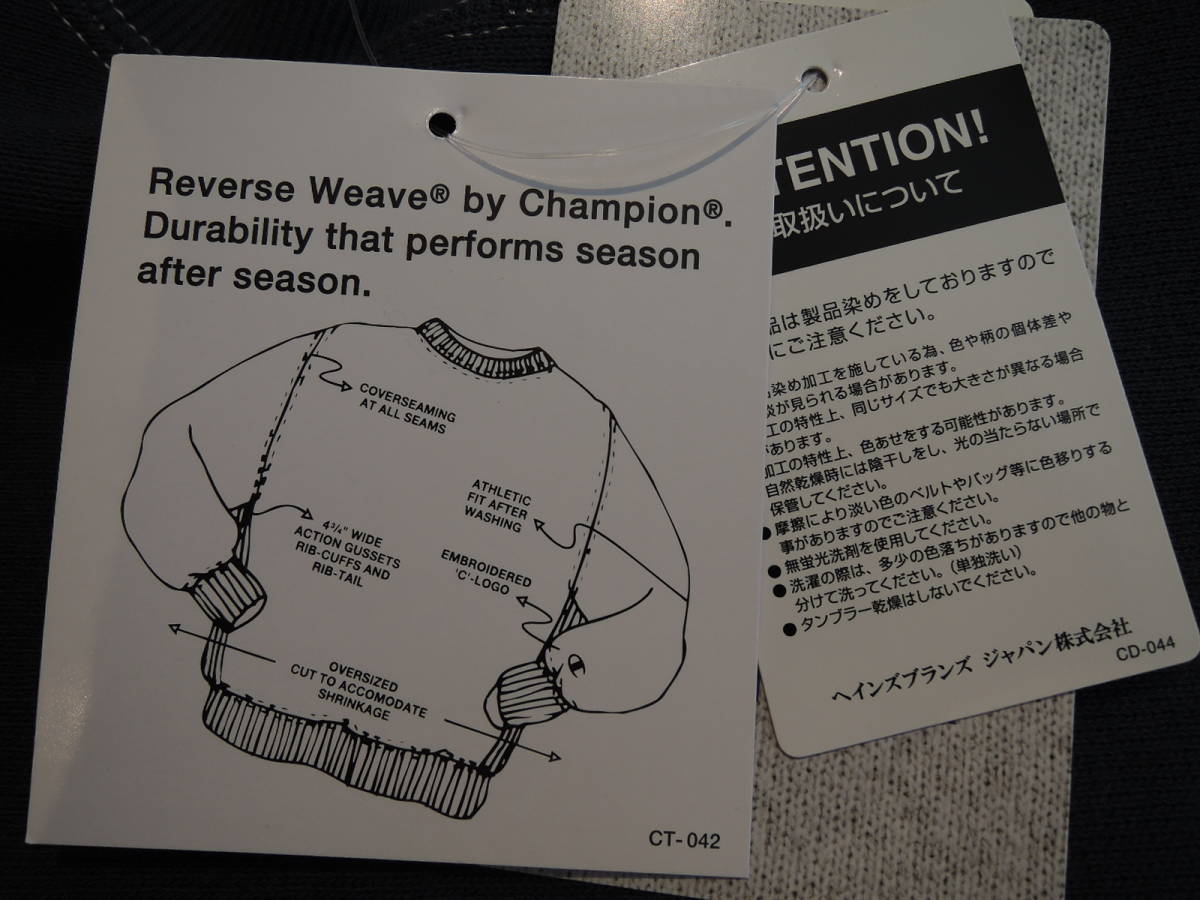 Reverse Weave® by Champion®.
Durability that performs season
after season.
COVERSEAMING
AT ALL SEAMS
ATHLETIC
FIT AFTER
WASHING
4¾" WIDE
ACTION GUSSETS
RIB-CUFFS AND
RIB-TAIL
EMBROIDERED
'C'-LOGO
OVERSIZED
CUT TO ACCOMODATE
SHRINKAGE
CT-042
TENTION!
取扱いについて
品は製品染めをしておりますので
にご注意ください。
染め加工を施している為、色や柄の個体差や
淡が見られる場合があります。
工の特性上、同じサイズでも大きさが異なる場合
があります。
加工の特性上、色あせをする可能性があります。
自然乾燥時には陰干しをし、光の当たらない場所で
保管してください。
●摩擦により淡い色のベルトやバッグ等に色移りする
事がありますのでご注意ください。
●無蛍光洗剤を使用してください。
●洗濯の際は、多少の色落ちがありますので他の物と
分けて洗ってください。(単独洗い)
●タンブラー乾燥はしないでください。
ヘインズブランズ ジャパン株式会社
CD-044